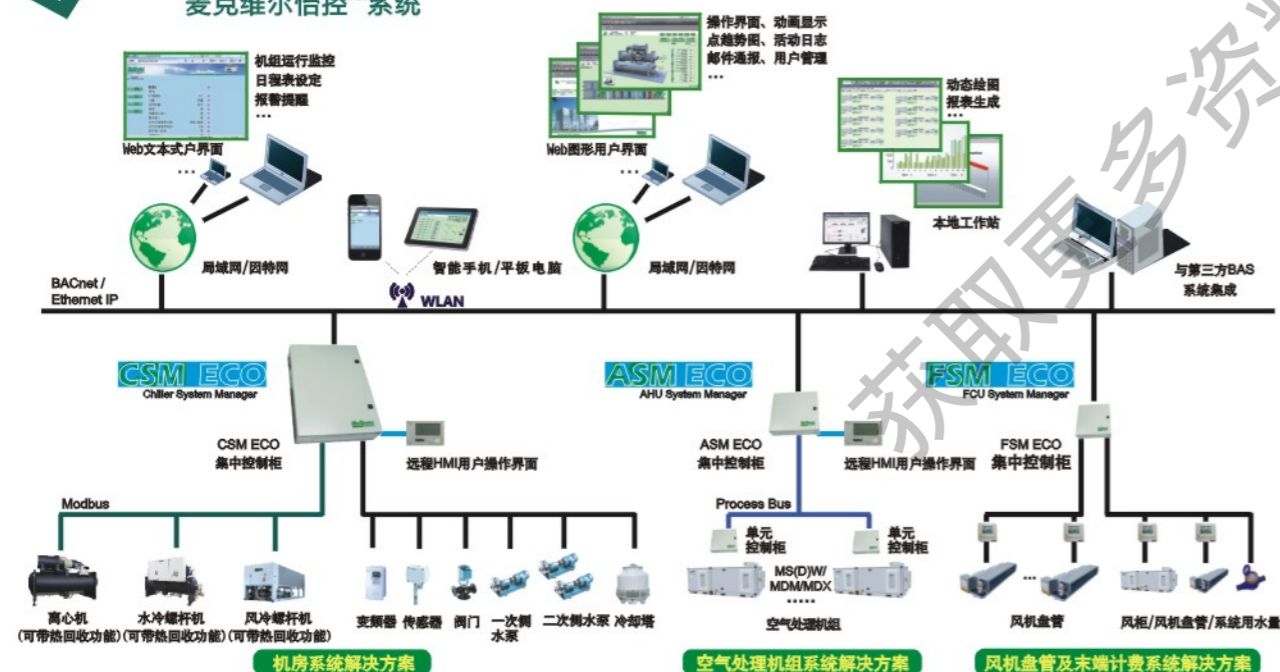 麦克维尔怡控 系统
机组运行监控
日程表设定
报警提醒
...
Web文本式户界面
...
操作界面、动画显示
点趋势图、活动日志
邮件通报、用户管理
...
Web图形用户界面
...
动态绘图
报表生成
...
本地工作站
局域网/因特网
智能手机/平板电脑
局域网/因特网
与第三方BAS
系统集成
BACnet /
Ethernet IP
WLAN
CSM ECO
Chiller System Manager
ASM ECO
AHU System Manager
FSM ECO
FCU System Manager
CSM ECO
集中控制柜
远程HMI用户操作界面
ASM ECO
集中控制柜
远程HMI用户操作界面
FSM ECO
集中控制柜
Modbus
Process Bus
单元
控制柜
单元
控制柜
MS(D)W/
MDM/MDX
.....
...
离心机
(可带热回收功能)
水冷螺杆机
(可带热回收功能)
风冷螺杆机
(可带热回收功能)
变频器
传感器
阀门
一次侧
水泵
二次侧水泵
冷却塔
空气处理机组
风机盘管
风柜/风机盘管/系统用水量
机房系统解决方案
空气处理机组系统解决方案
风机盘管及末端计费系统解决方案
获取更多资料